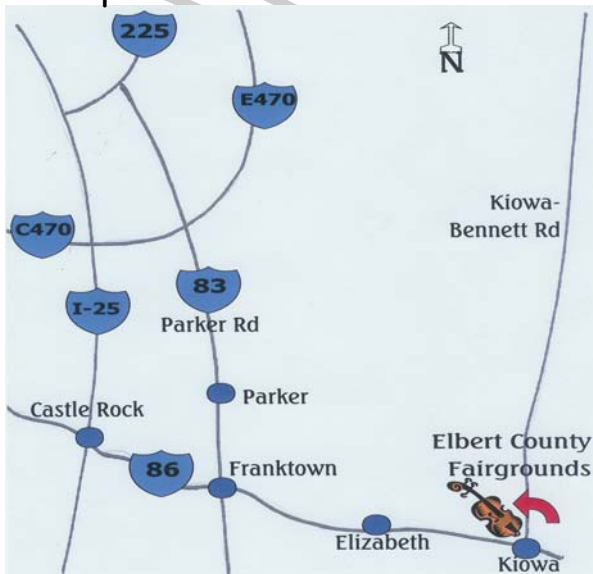 225
N
E470
Kiowa-
Bennett Rd
C470
83
I-25
Parker Rd
Parker
Castle Rock
Elbert County
Fairgrounds
86
Franktown
Elizabeth
Kiowa